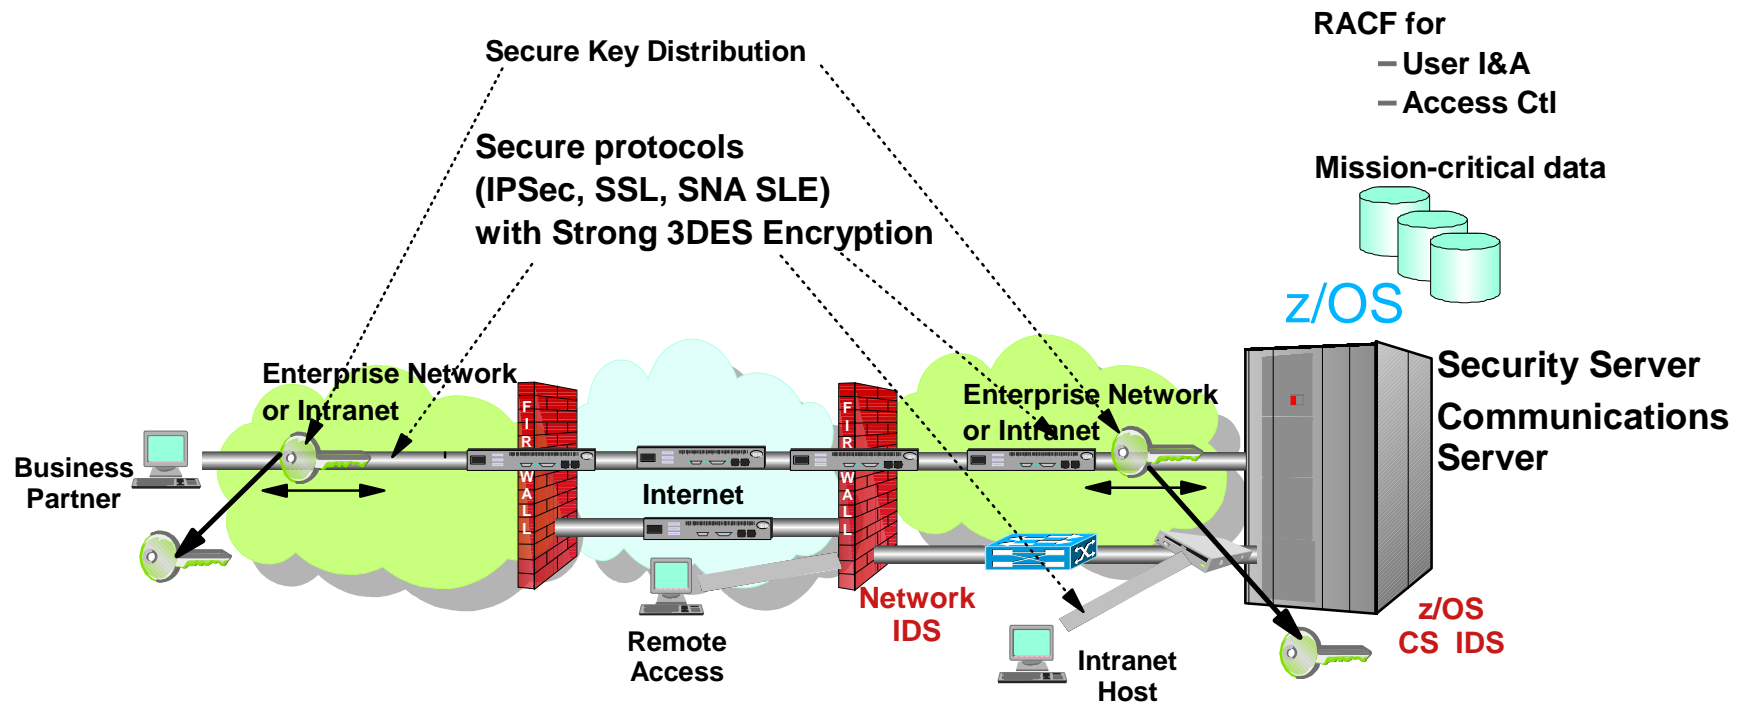 RACF for
– User I&A
– Access Ctl
Secure Key Distribution
Secure protocols
(IPSec, SSL, SNA SLE)
with Strong 3DES Encryption
Mission-critical data
z/OS
Security Server
Communications
Server
Enterprise Network
or Intranet
Enterprise Network
or Intranet
FIREWALL
FIREWALL
Business
Partner
Internet
Remote
Access
Network
IDS
Intranet
Host
z/OS
CS IDS